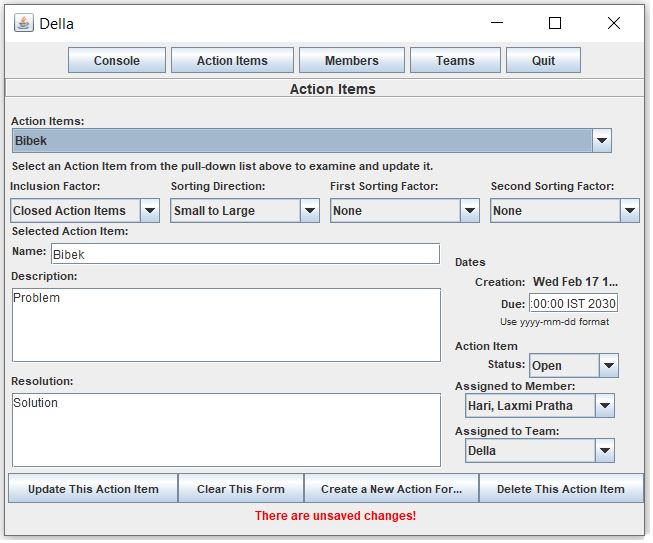 Della
Console Action Items Members Teams Quit
Action Items
Action Items:
Bibek
Select an Action Item from the pull-down list above to examine and update it.
Inclusion Factor: Sorting Direction: First Sorting Factor: Second Sorting Factor:
Closed Action Items Small to Large None None
Selected Action Item:
Name: Bibek
Description:
Problem
Resolution:
Solution
Dates
Creation: Wed Feb 17 1...
Due: :00:00 IST 2030
Use yyyy-mm-dd format
Action Item
Status: Open
Assigned to Member:
Hari, Laxmi Pratha
Assigned to Team:
Della
Update This Action Item Clear This Form Create a New Action For... Delete This Action Item
There are unsaved changes!